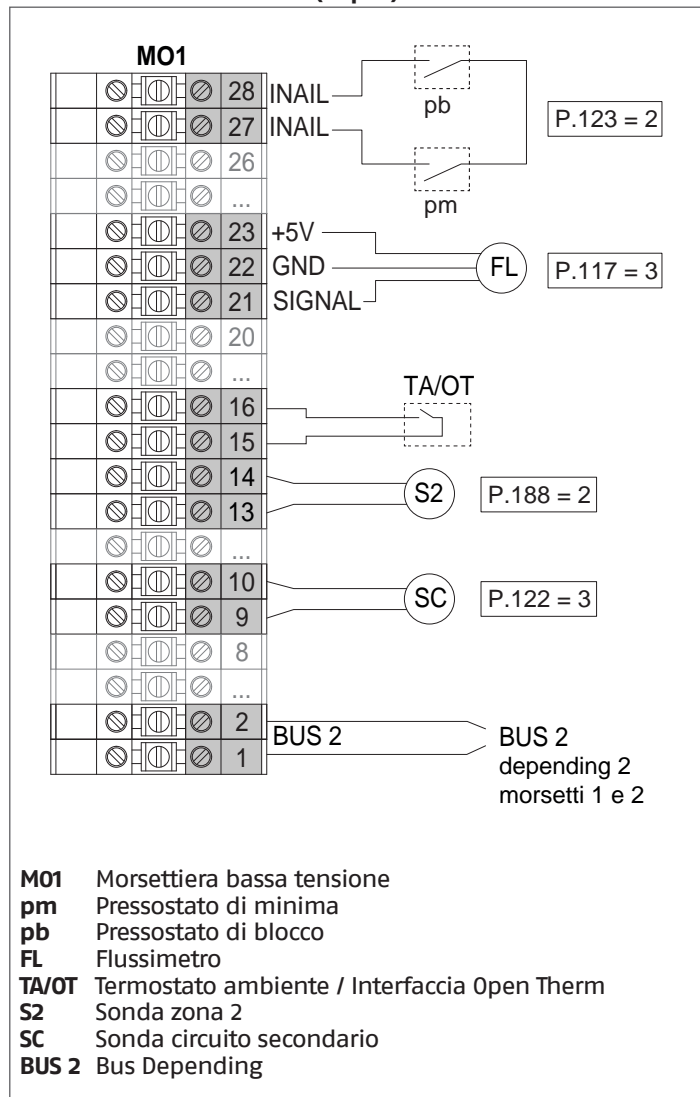 MO1
28 INAIL
pb
P.123 = 2
27 INAIL
26
pm
...
23 +5V
22 GND
FL
P.117 = 3
21 SIGNAL
20
...
TA/OT
16
15
14
S2
P.188 = 2
13
...
10
SC
P.122 = 3
9
8
...
2
BUS 2
BUS 2
1
depending 2
morsetti 1 e 2
MO1 Morsettiera bassa tensione
pm Pressostato di minima
pb Pressostato di blocco
FL Flussimetro
TA/OT Termostato ambiente / Interfaccia Open Therm
S2 Sonda zona 2
SC Sonda circuito secondario
BUS 2 Bus Depending